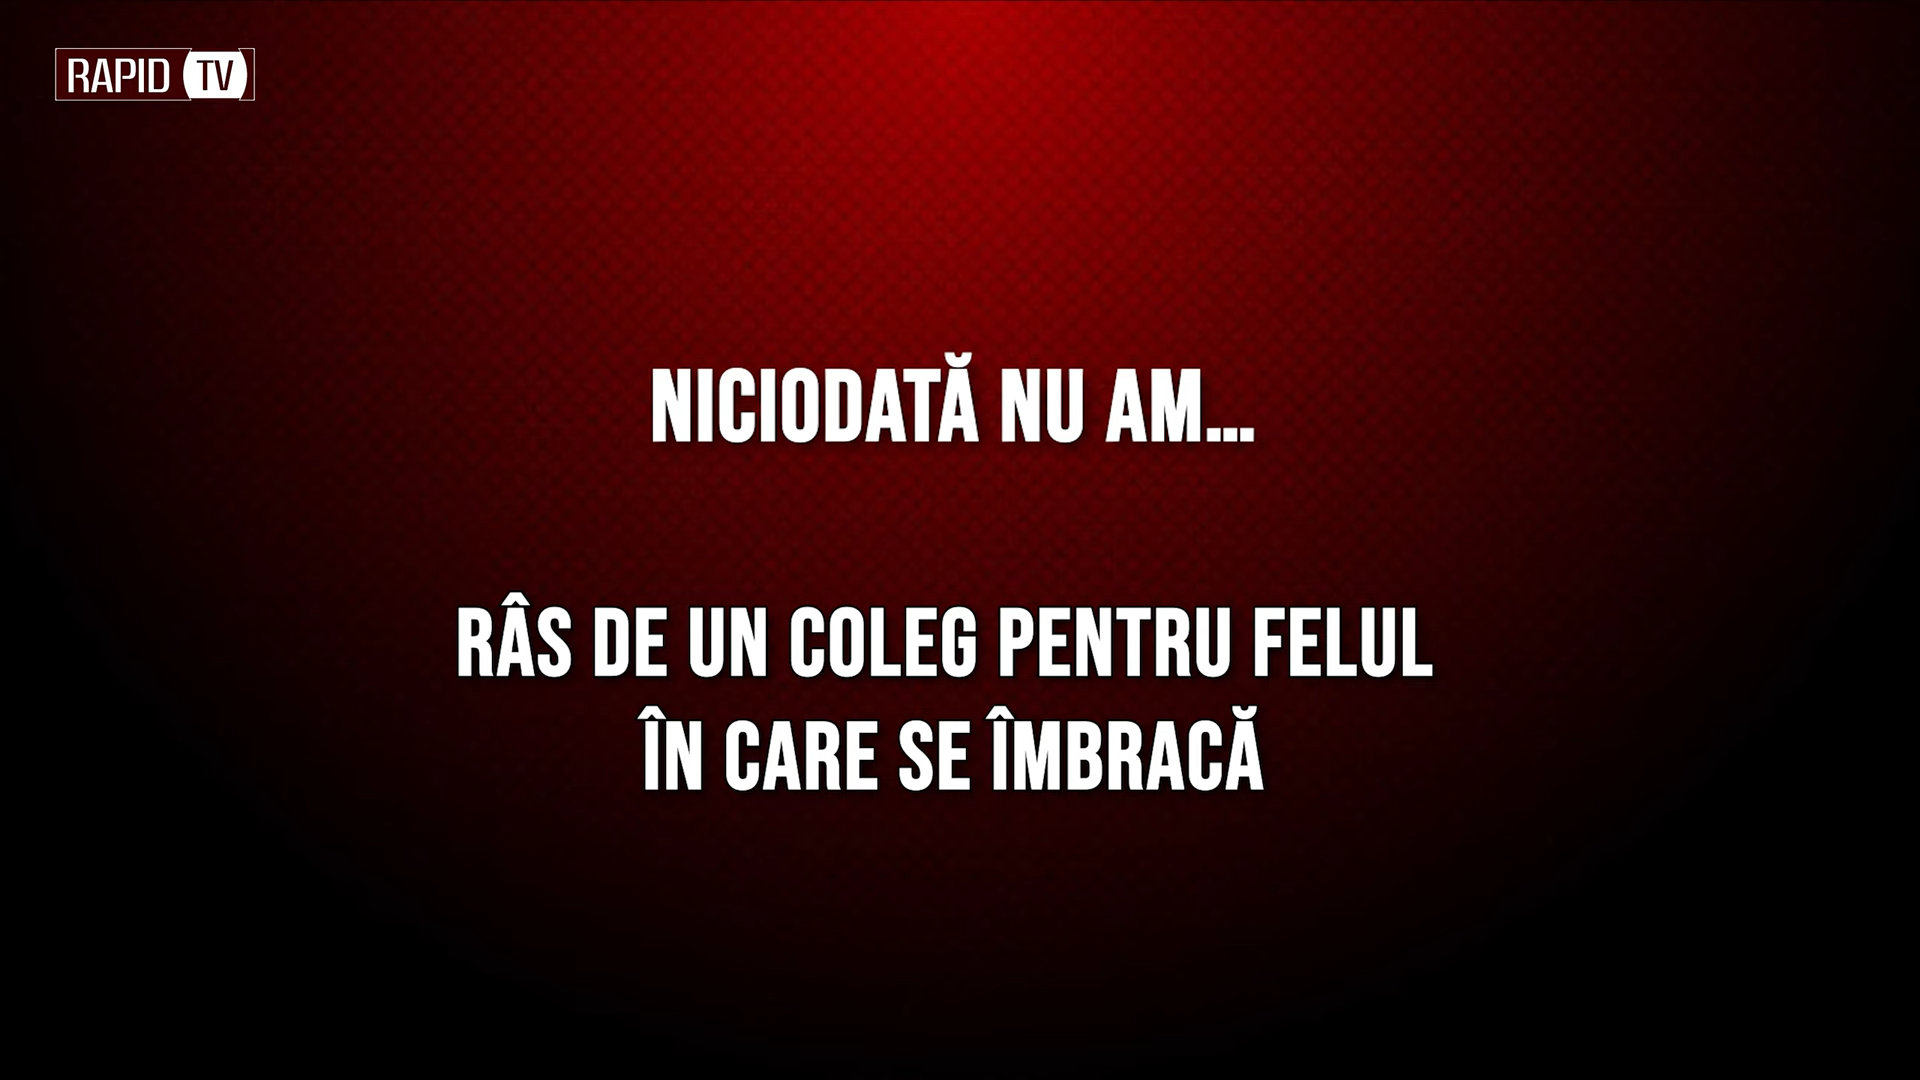 RAPID TV
NICIODATĂ NU AM...
RÂS DE UN COLEG PENTRU FELUL
ÎN CARE SE ÎMBRACĂ